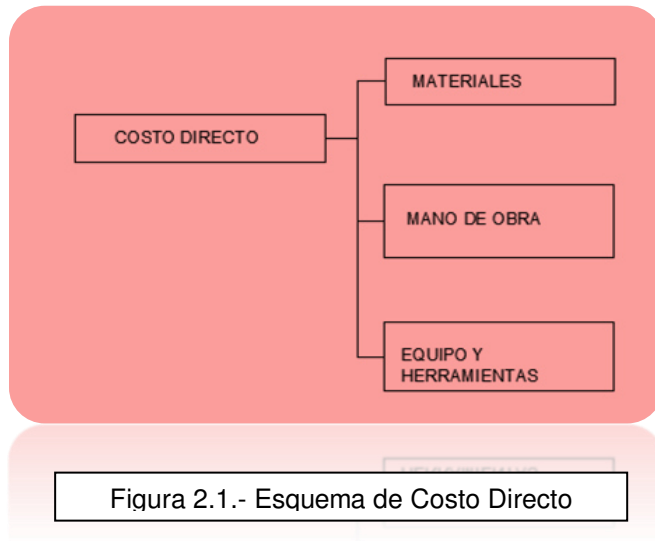 MATERIALES
COSTO DIRECTO
MANO DE OBRA
EQUIPO Y
HERRAMIENTAS
Figura 2.1.- Esquema de Costo Directo